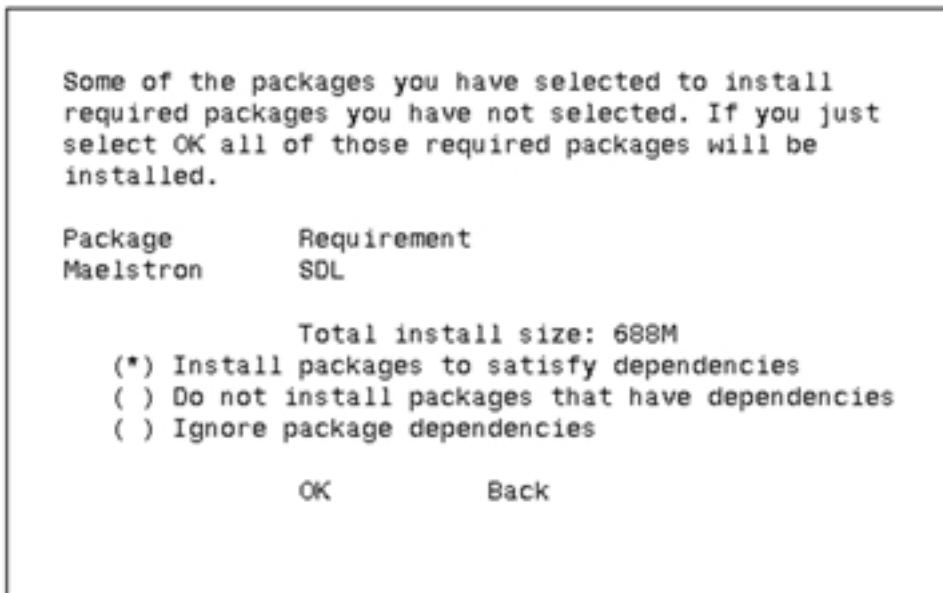 Some of the packages you have selected to install
required packages you have not selected. If you just
select OK all of those required packages will be
installed.
Package Requirement
Maelstron SDL
Total install size: 688M
(*) Install packages to satisfy dependencies
( ) Do not install packages that have dependencies
( ) Ignore package dependencies
OK Back